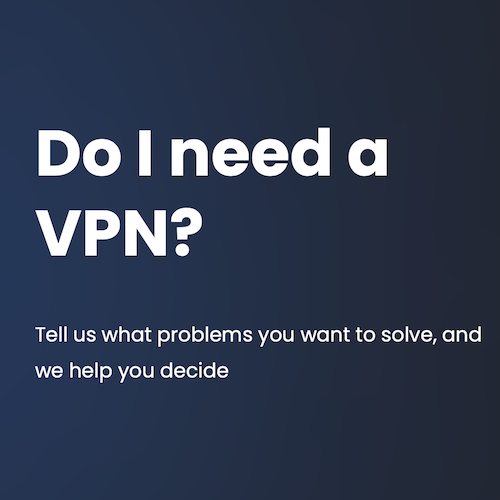 Do I need a
VPN?
Tell us what problems you want to solve, and
we help you decide